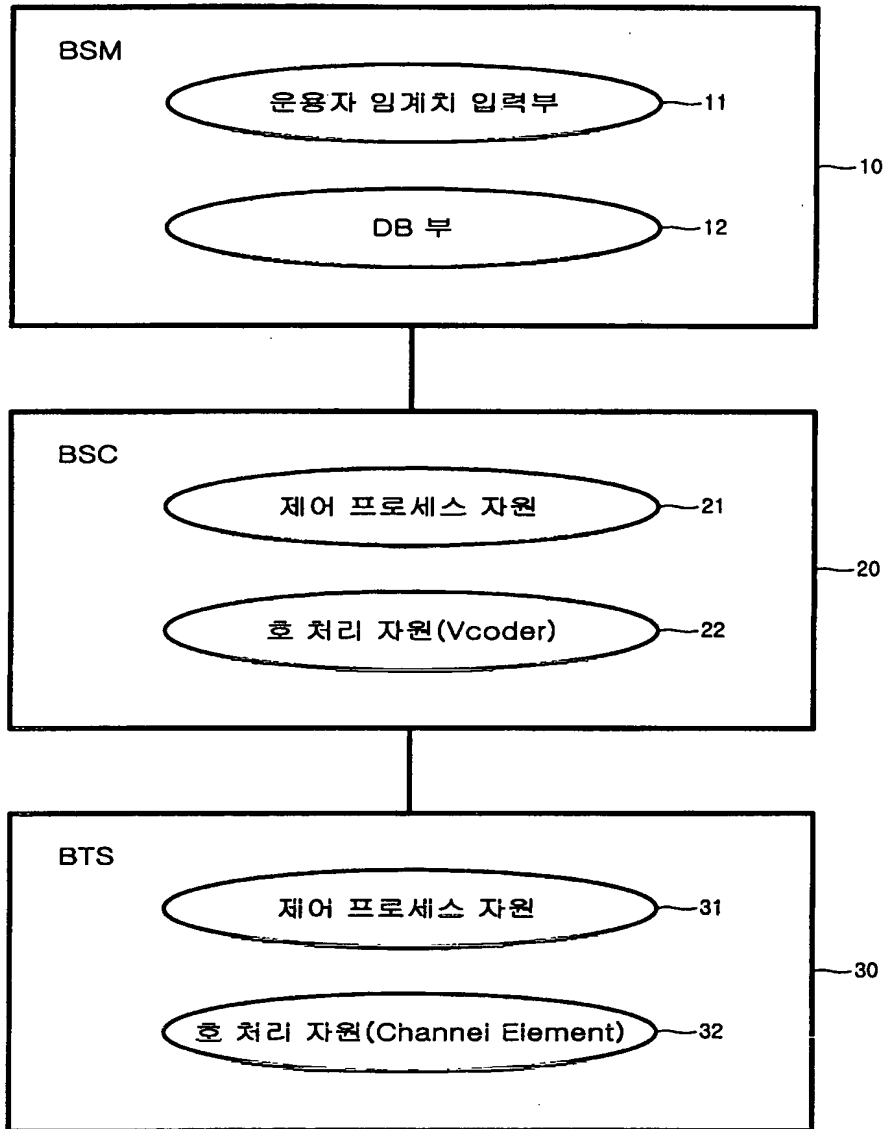 BSM
운용자 임계치 입력부
11
10
DB 부
12
BSC
제어 프로세스 자원
21
20
호 처리 자원(Vcoder)
22
BTS
제어 프로세스 자원
31
30
호 처리 자원(Channel Element)
32